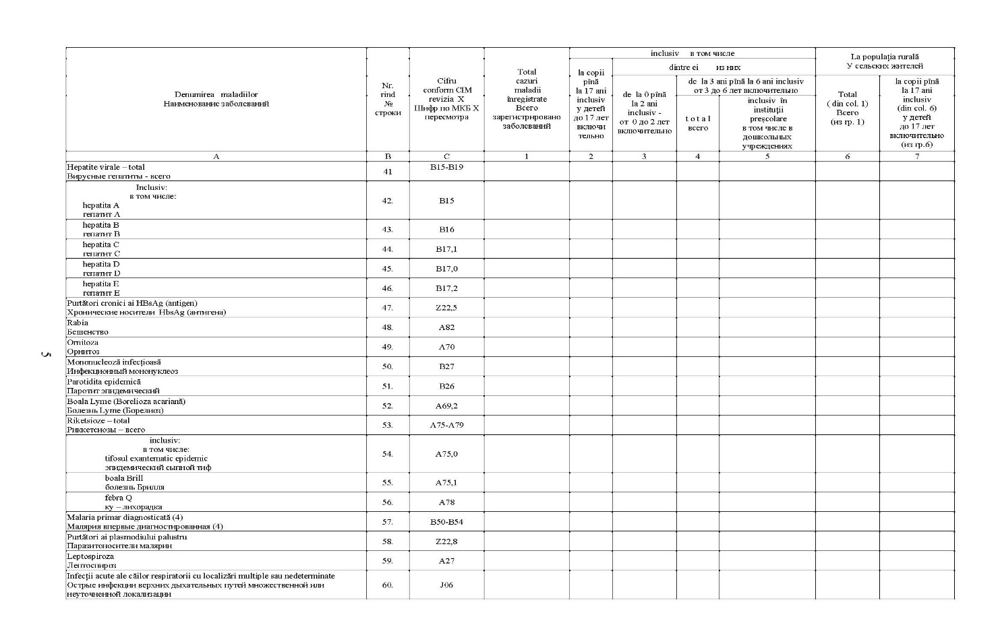 Denumirea maladiilor
Наименование заболеваний
Nr.
rind
№
строки
Cifru
conform CIM
revizia X
Шифр по МКБ X
пересмотра
Total
cazuri
maladii
înregistrate
Всего
зарегистрировано
заболеваний
inclusiv в том числе
la copii
pînă
la 17 ani
inclusiv
у детей
до 17 лет
включи
тельно
dintre ei из них
de la 0 pînă
la 2 ani
inclusiv -
от 0 до 2 лет
включительно
de la 3 ani pînă la 6 ani inclusiv
от 3 до 6 лет включительно
t o t a l
всего
inclusiv în
instituții
preșcolare
в том числе в
дошкольных
учреждениях
La populația rurală
У сельских жителей
Total
( din col. 1)
Всего
(из гр. 1)
la copii pînă
la 17 ani
inclusiv
(din col. 6)
у детей
до 17 лет
включительно
(из гр.6)
A B C 1 2 3 4 5 6 7
Hepatite virale – total
Вирусные гепатиты - всего
41
B15-B19
Inclusiv:
в том числе:
hepatita A
гепатит А
42.
B15
hepatita B
гепатит В
43.
B16
hepatita C
гепатит С
44.
B17,1
hepatita D
гепатит D
45.
B17,0
hepatita E
гепатит Е
46.
B17,2
Purtători cronici ai HBsAg (antigen)
Хронические носители HbsAg (антигена)
47.
Z22,5
Rabia
Бешенство
48.
A82
Ornitoza
Орнитоз
49.
A70
Mononucleoză infecțioasă
Инфекционный мононуклеоз
50.
B27
Parotidita epidemică
Паротит эпидемический
51.
B26
Boala Lyme (Borelioza acariană)
Болезнь Lyme (Борелиоз)
52.
A69,2
Riketsioze – total
Риккетсиозы – всего
53.
A75-A79
inclusiv:
в том числе:
tifosul exantematic epidemic
эпидемический сыпной тиф
54.
A75,0
boala Brill
болезнь Брилля
55.
A75,1
febra Q
ку – лихорадка
56.
A78
Malaria primar diagnosticată (4)
Малярия впервые диагностированная (4)
57.
B50-B54
Purtători ai plasmodiului palustru
Паразитоносители малярии
58.
Z22,8
Leptospiroza
Лептоспироз
59.
A27
Infecții acute ale căilor respiratorii cu localizări multiple sau nedeterminate
Острые инфекции верхних дыхательных путей множественной или
неуточненной локализации
60.
J06
5